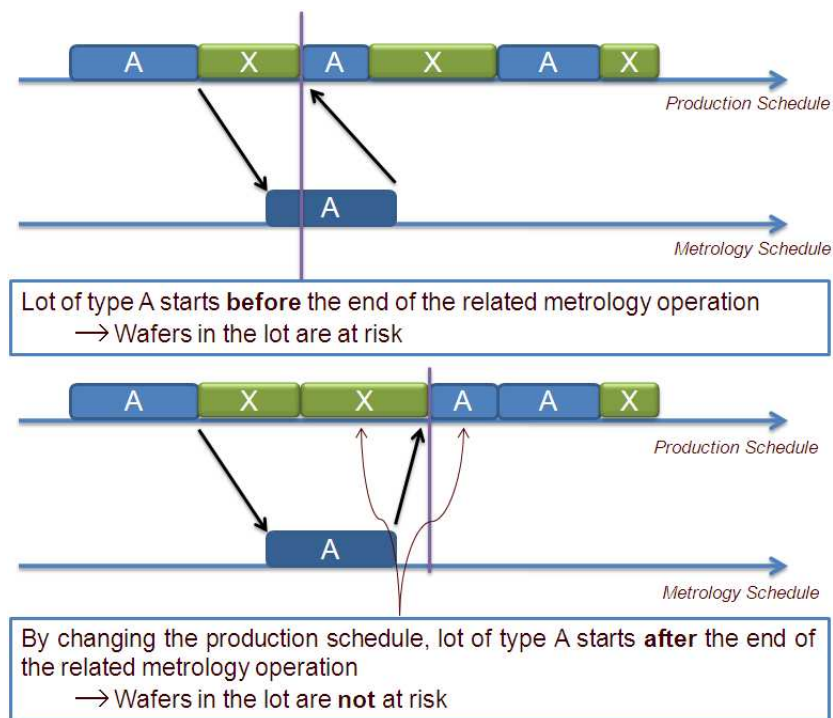 A X A X A X
Production Schedule
A
Metrology Schedule
Lot of type A starts before the end of the related metrology operation
→ Wafers in the lot are at risk
A X X A A X
Production Schedule
A
Metrology Schedule
By changing the production schedule, lot of type A starts after the end of
the related metrology operation
→ Wafers in the lot are not at risk